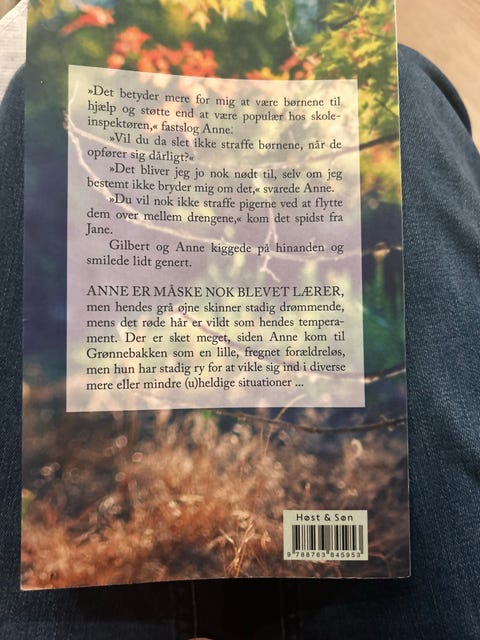 »Det betyder mere for mig at være børnene til
hjælp og støtte end at være populær hos skole-
inspektøren,« fastslog Anne.
»Vil du da slet ikke straffe børnene, når de
opfører sig dårligt?«
»Det bliver jeg jo nok nødt til, selv om jeg
bestemt ikke bryder mig om det,« svarede Anne.
»Du vil nok ikke straffe pigerne ved at flytte
dem over mellem drengene,« kom det spidst fra
Jane.
Gilbert og Anne kiggede på hinanden og
smilede lidt genert.
ANNE ER MÅSKE NOK BLEVET LÆRER,
men hendes grå øjne skinner stadig drømmende,
mens det røde hår er vildt som hendes tempera-
ment. Der er sket meget, siden Anne kom til
Grønnebakken som en lille, fregnet forældreløs,
men hun har stadig ry for at vikle sig ind i diverse
mere eller mindre (u)heldige situationer ...
Høst & Søn
9 788763 845953